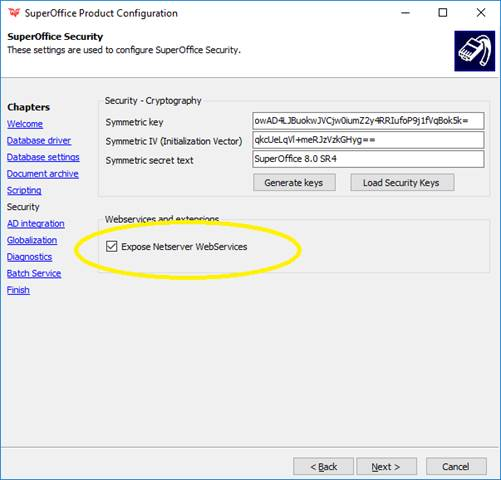 SuperOffice Product Configuration
SuperOffice Security
These settings are used to configure SuperOffice Security.
Chapters
Welcome
Database driver
Database settings
Document archive
Scripting
Security
AD integration
Globalization
Diagnostics
Batch Service
Finish
Security - Cryptography
Symmetric key
owAD4LJBuokwJVCjw0iumZ2y4RRIufoP9j1fVqBok5k=
Symmetric IV (Initialization Vector)
qkcUeLqVl+meRJzVzkGHyg==
Symmetric secret text
SuperOffice 8.0 SR4
Generate keys
Load Security Keys
Webservices and extensions
Expose Netserver WebServices
< Back
Next >
Cancel